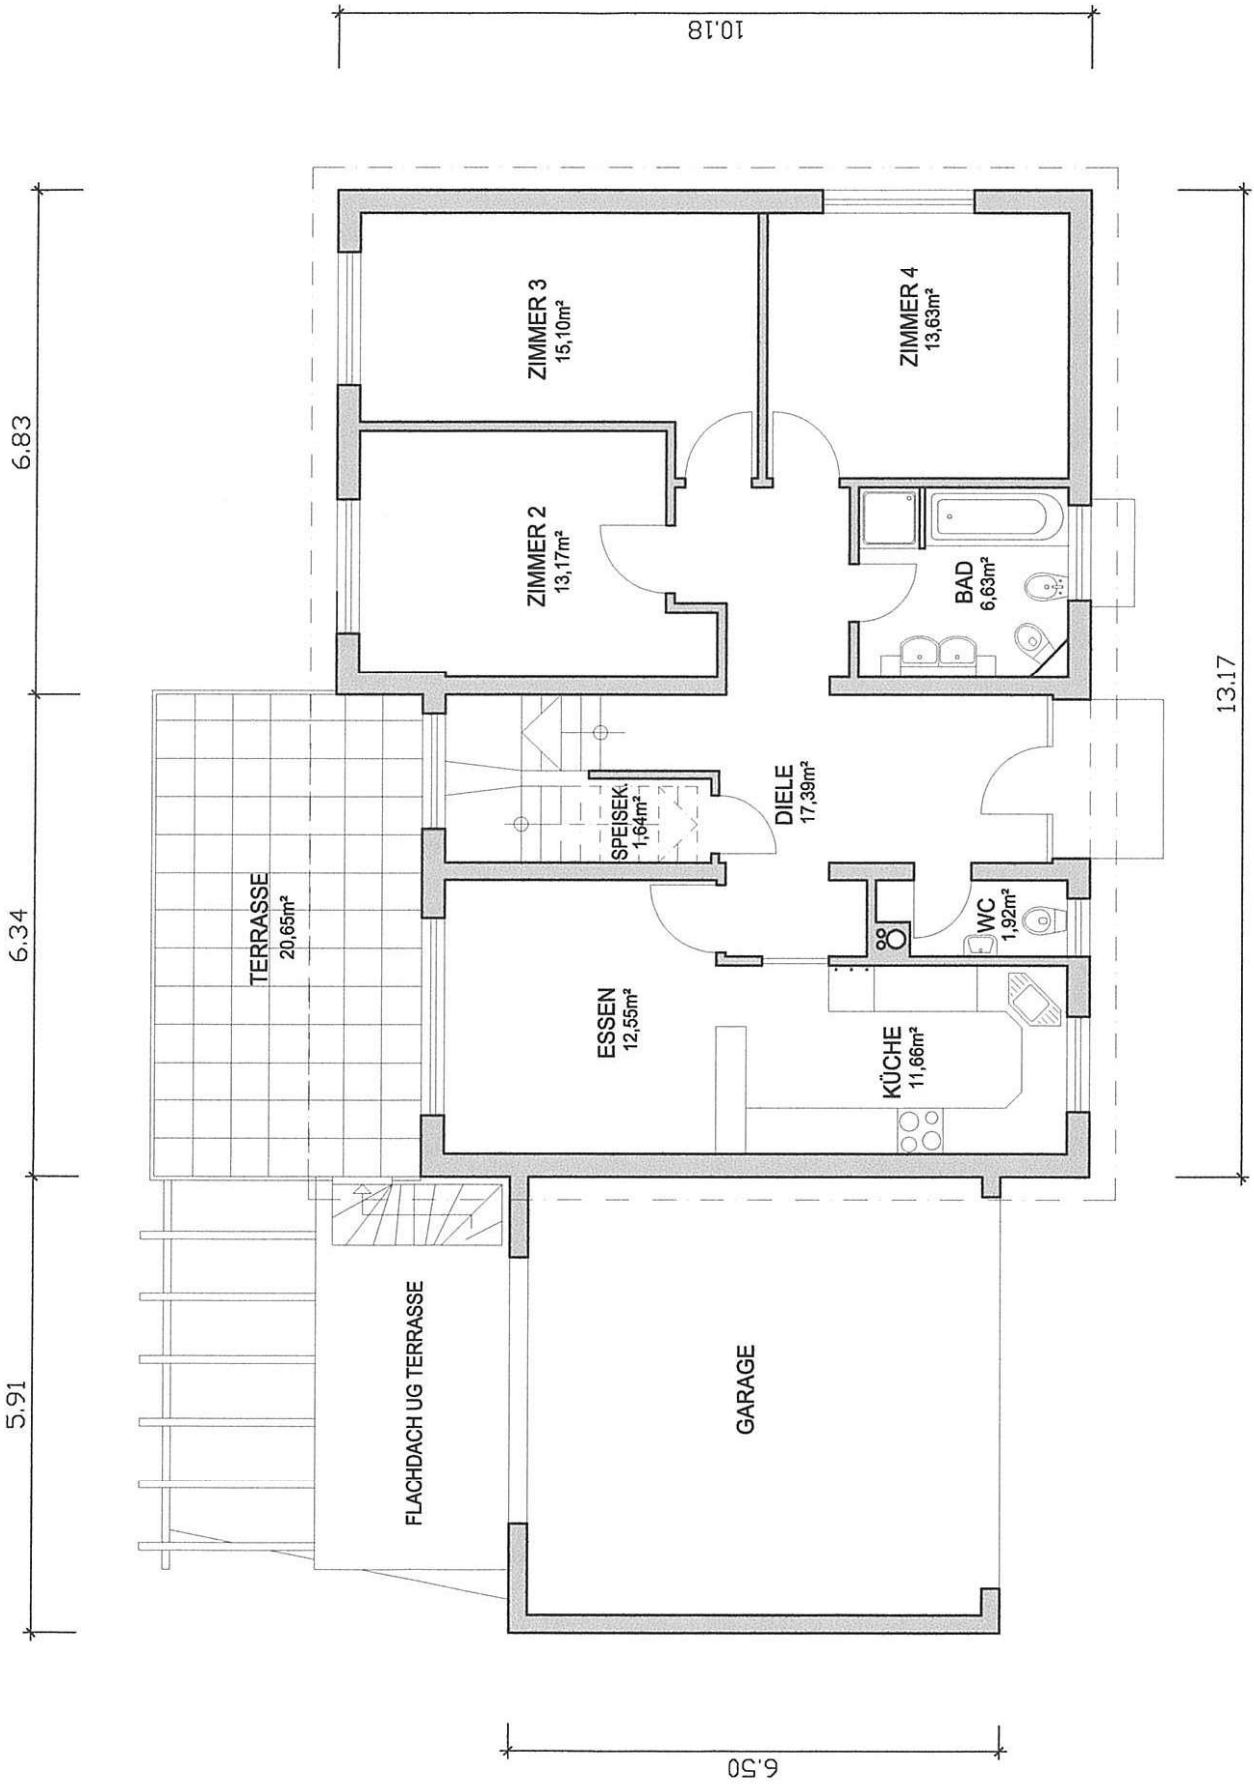 10.18
6.83
6.34
5.91
13.17
6.50
ZIMMER 3
15,10m²
ZIMMER 4
13,63m²
ZIMMER 2
13,17m²
BAD
6,63m²
TERRASSE
20,65m²
SPEISEK.
1,64m²
DIELE
17,39m²
WC
1,92m²
ESSEN
12,55m²
KÜCHE
11,66m²
FLACHDACH UG TERRASSE
GARAGE